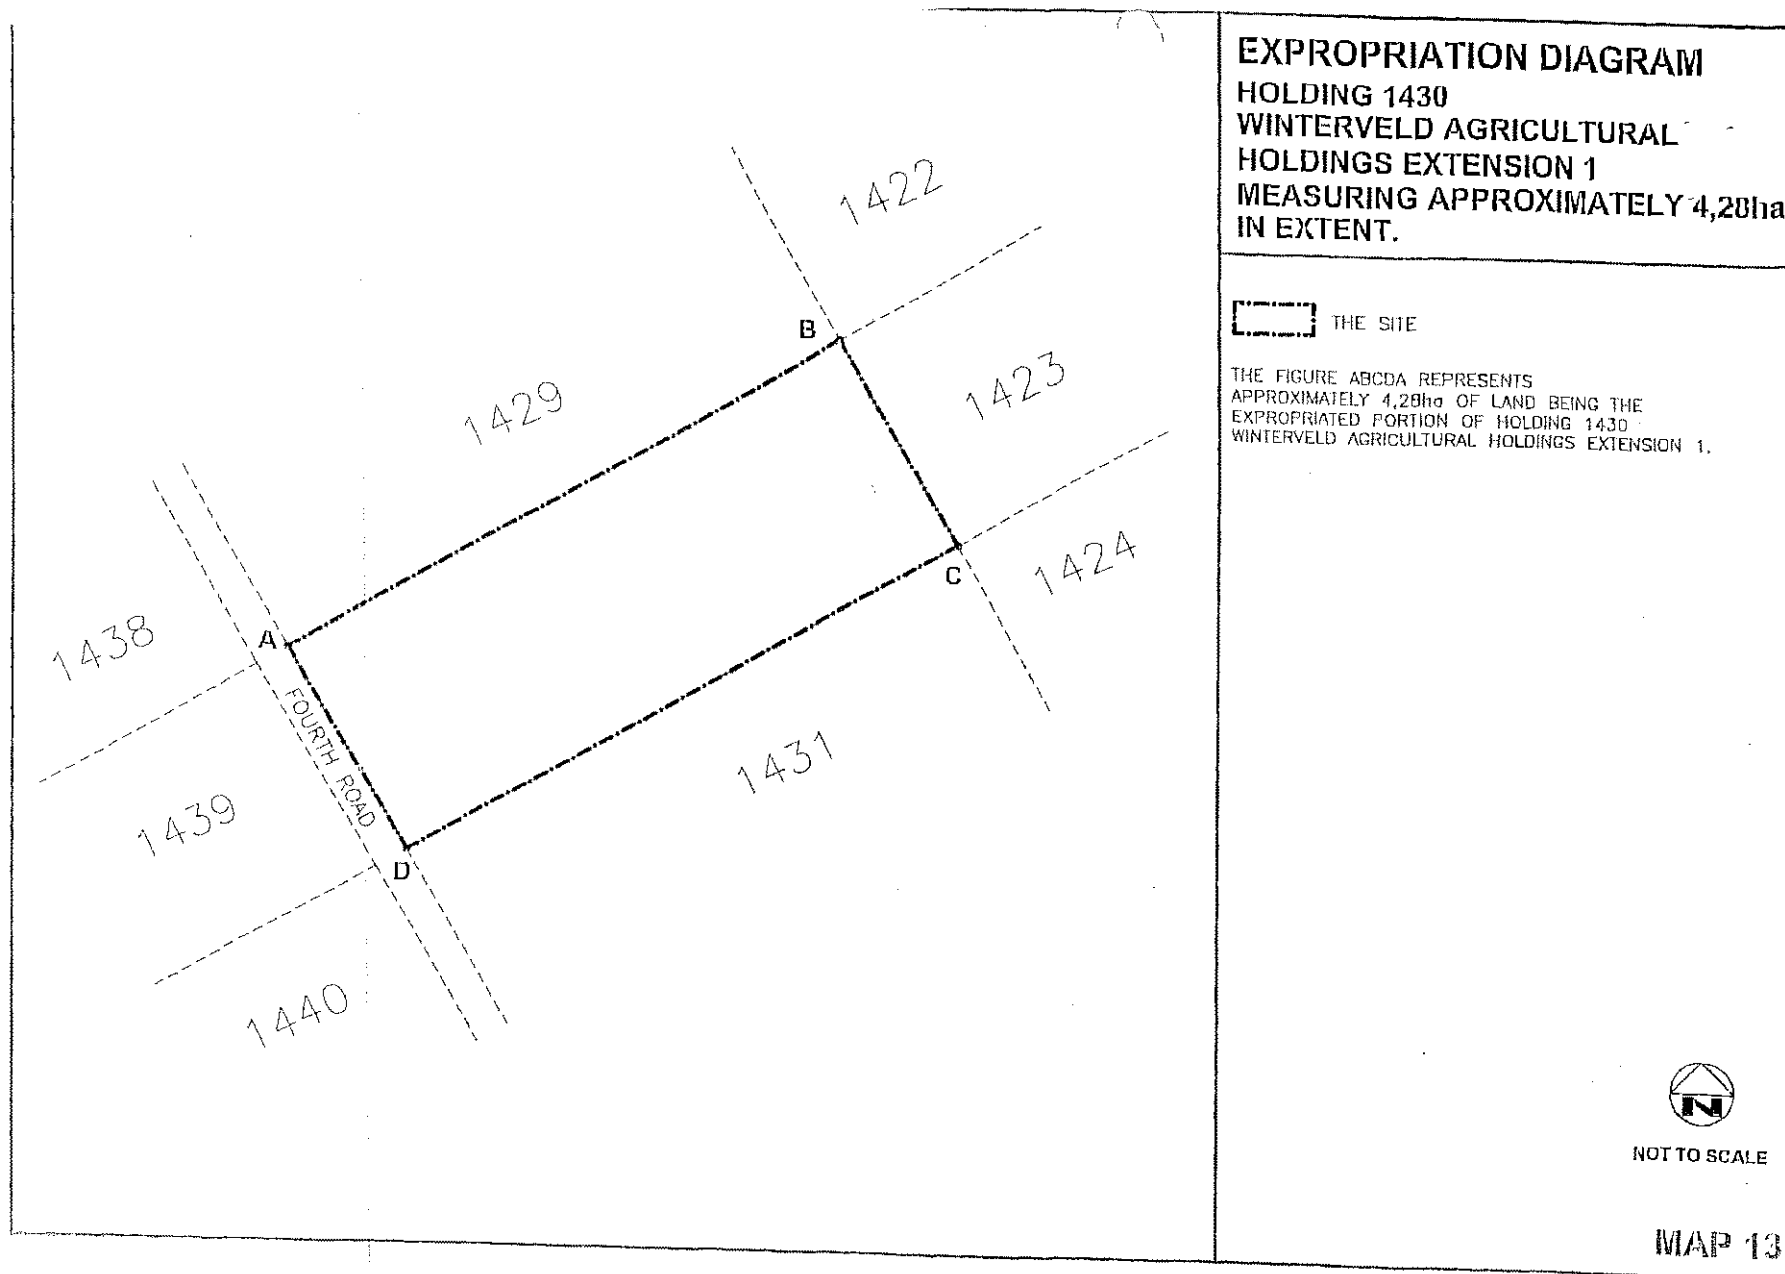 EXPROPRIATION DIAGRAM
HOLDING 1430
WINTERVELD AGRICULTURAL
HOLDINGS EXTENSION 1
MEASURING APPROXIMATELY 4,28ha
IN EXTENT.
THE SITE
THE FIGURE ABCDA REPRESENTS
APPROXIMATELY 4,28ha OF LAND BEING THE
EXPROPRIATED PORTION OF HOLDING 1430
WINTERVELD AGRICULTURAL HOLDINGS EXTENSION 1.
1422
B
1423
1429
C
1424
1438
A
FOURTH ROAD
1431
1439
D
1440
N
NOT TO SCALE
MAP 13